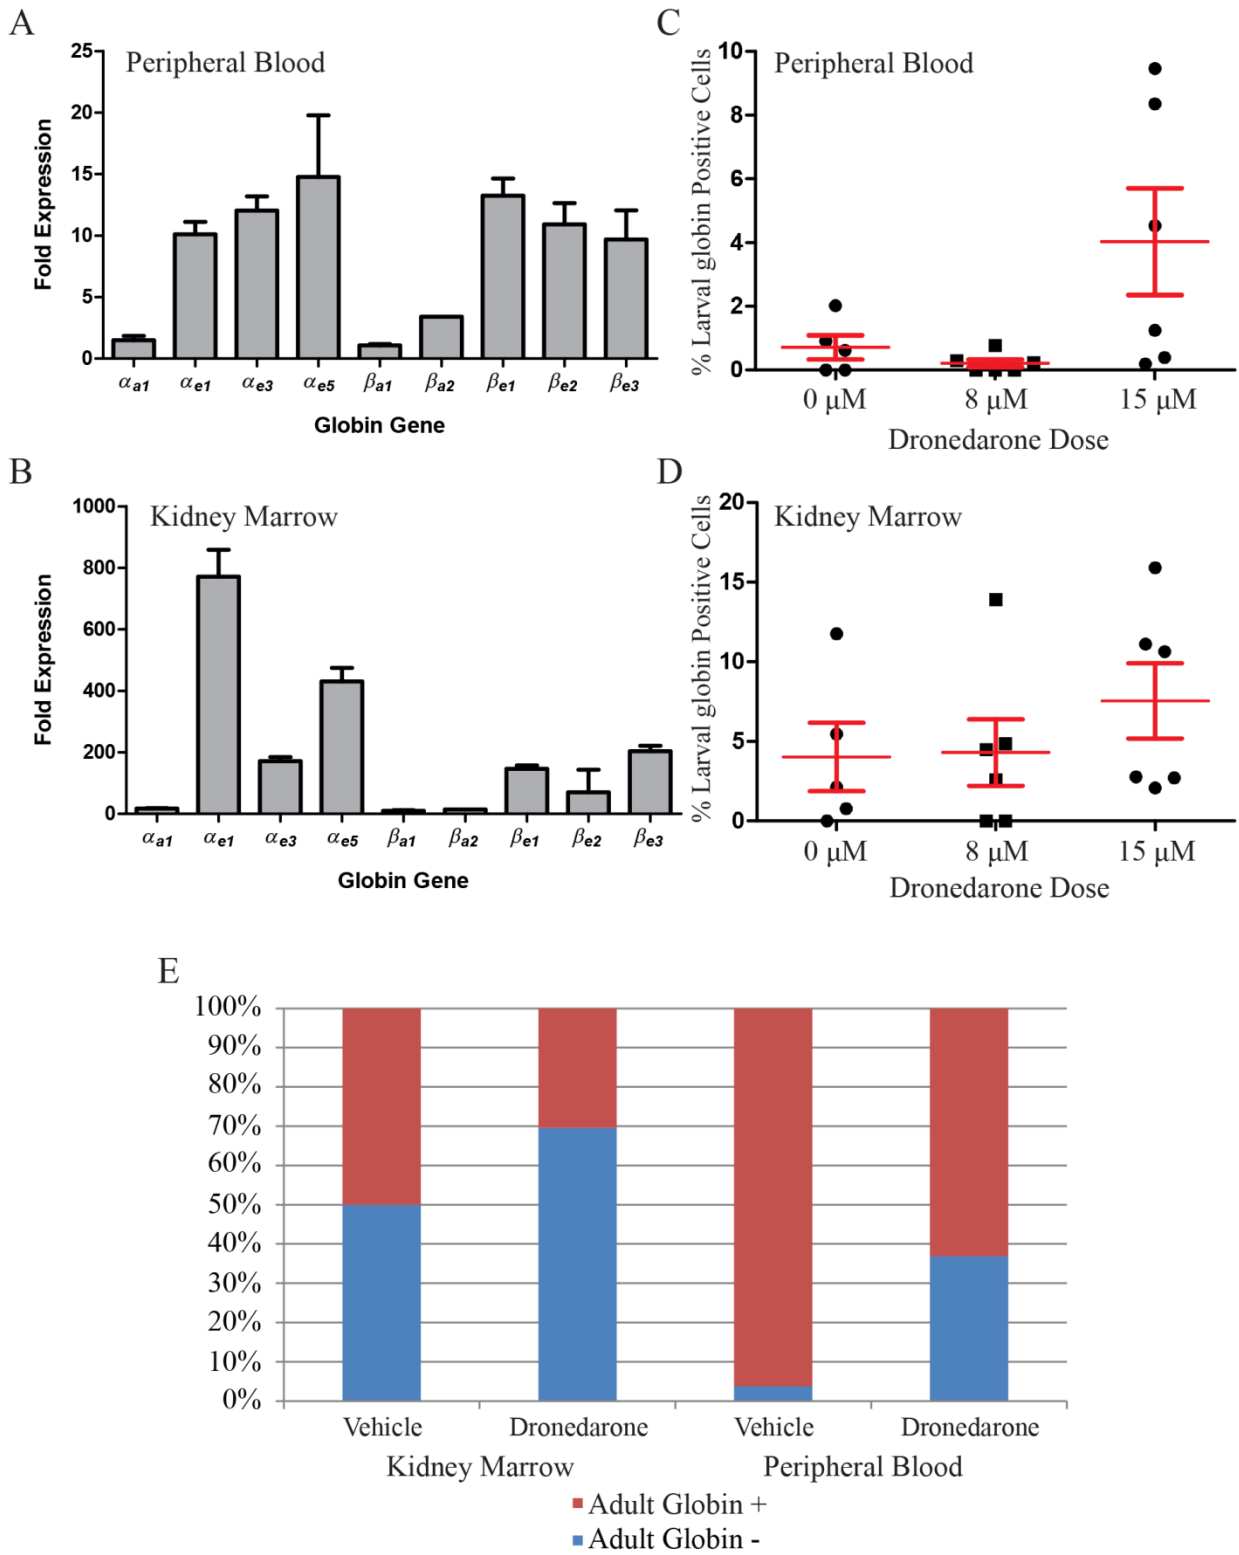 A
Peripheral Blood
Fold Expression
25
20
15
10
5
0
αa1 αe1 αe3 αe5 βa1 βa2 βe1 βe2 βe3
Globin Gene
B
Kidney Marrow
Fold Expression
1000
800
600
400
200
0
αa1 αe1 αe3 αe5 βa1 βa2 βe1 βe2 βe3
Globin Gene
C
Peripheral Blood
% Larval globin Positive Cells
10
8
6
4
2
0
0 μM 8 μM 15 μM
Dronedarone Dose
D
Kidney Marrow
% Larval globin Positive Cells
20
15
10
5
0
0 μM 8 μM 15 μM
Dronedarone Dose
E
100%
90%
80%
70%
60%
50%
40%
30%
20%
10%
0%
Vehicle Dronedarone Vehicle Dronedarone
Kidney Marrow Peripheral Blood
Adult Globin +
Adult Globin -